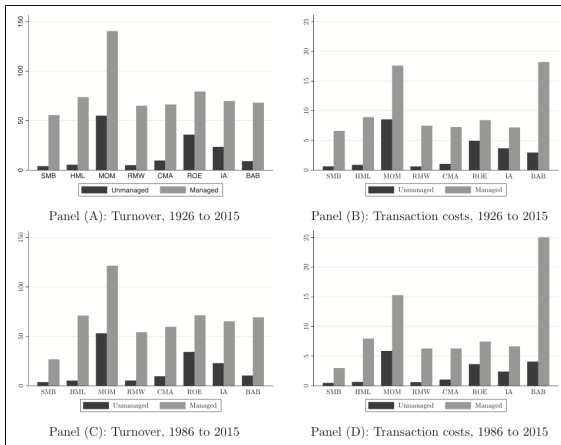 150
100
50
0
SMB HML MOM RMW CMA ROE IA BAB
Unmanaged Managed
Panel (A): Turnover, 1926 to 2015
25
20
15
10
5
0
SMB HML MOM RMW CMA ROE IA BAB
Unmanaged Managed
Panel (B): Transaction costs, 1926 to 2015
150
100
50
0
SMB HML MOM RMW CMA ROE IA BAB
Unmanaged Managed
Panel (C): Turnover, 1986 to 2015
25
20
15
10
5
0
SMB HML MOM RMW CMA ROE IA BAB
Unmanaged Managed
Panel (D): Transaction costs, 1986 to 2015